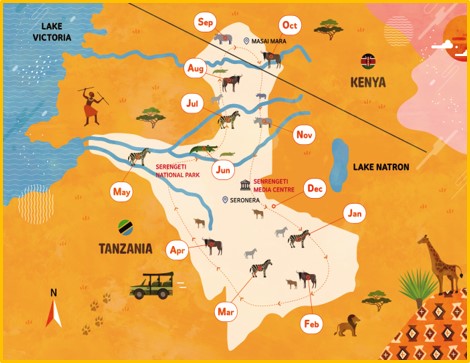 LAKE
VICTORIA
Sep
Oct
MASAI MARA
KENYA
Aug
Jul
Nov
Jun
SERENGETI
NATIONAL PARK
LAKE NATRON
May
SERENGETI
MEDIA CENTRE
Dec
SERONERA
Jan
TANZANIA
Apr
N
Mar
Feb